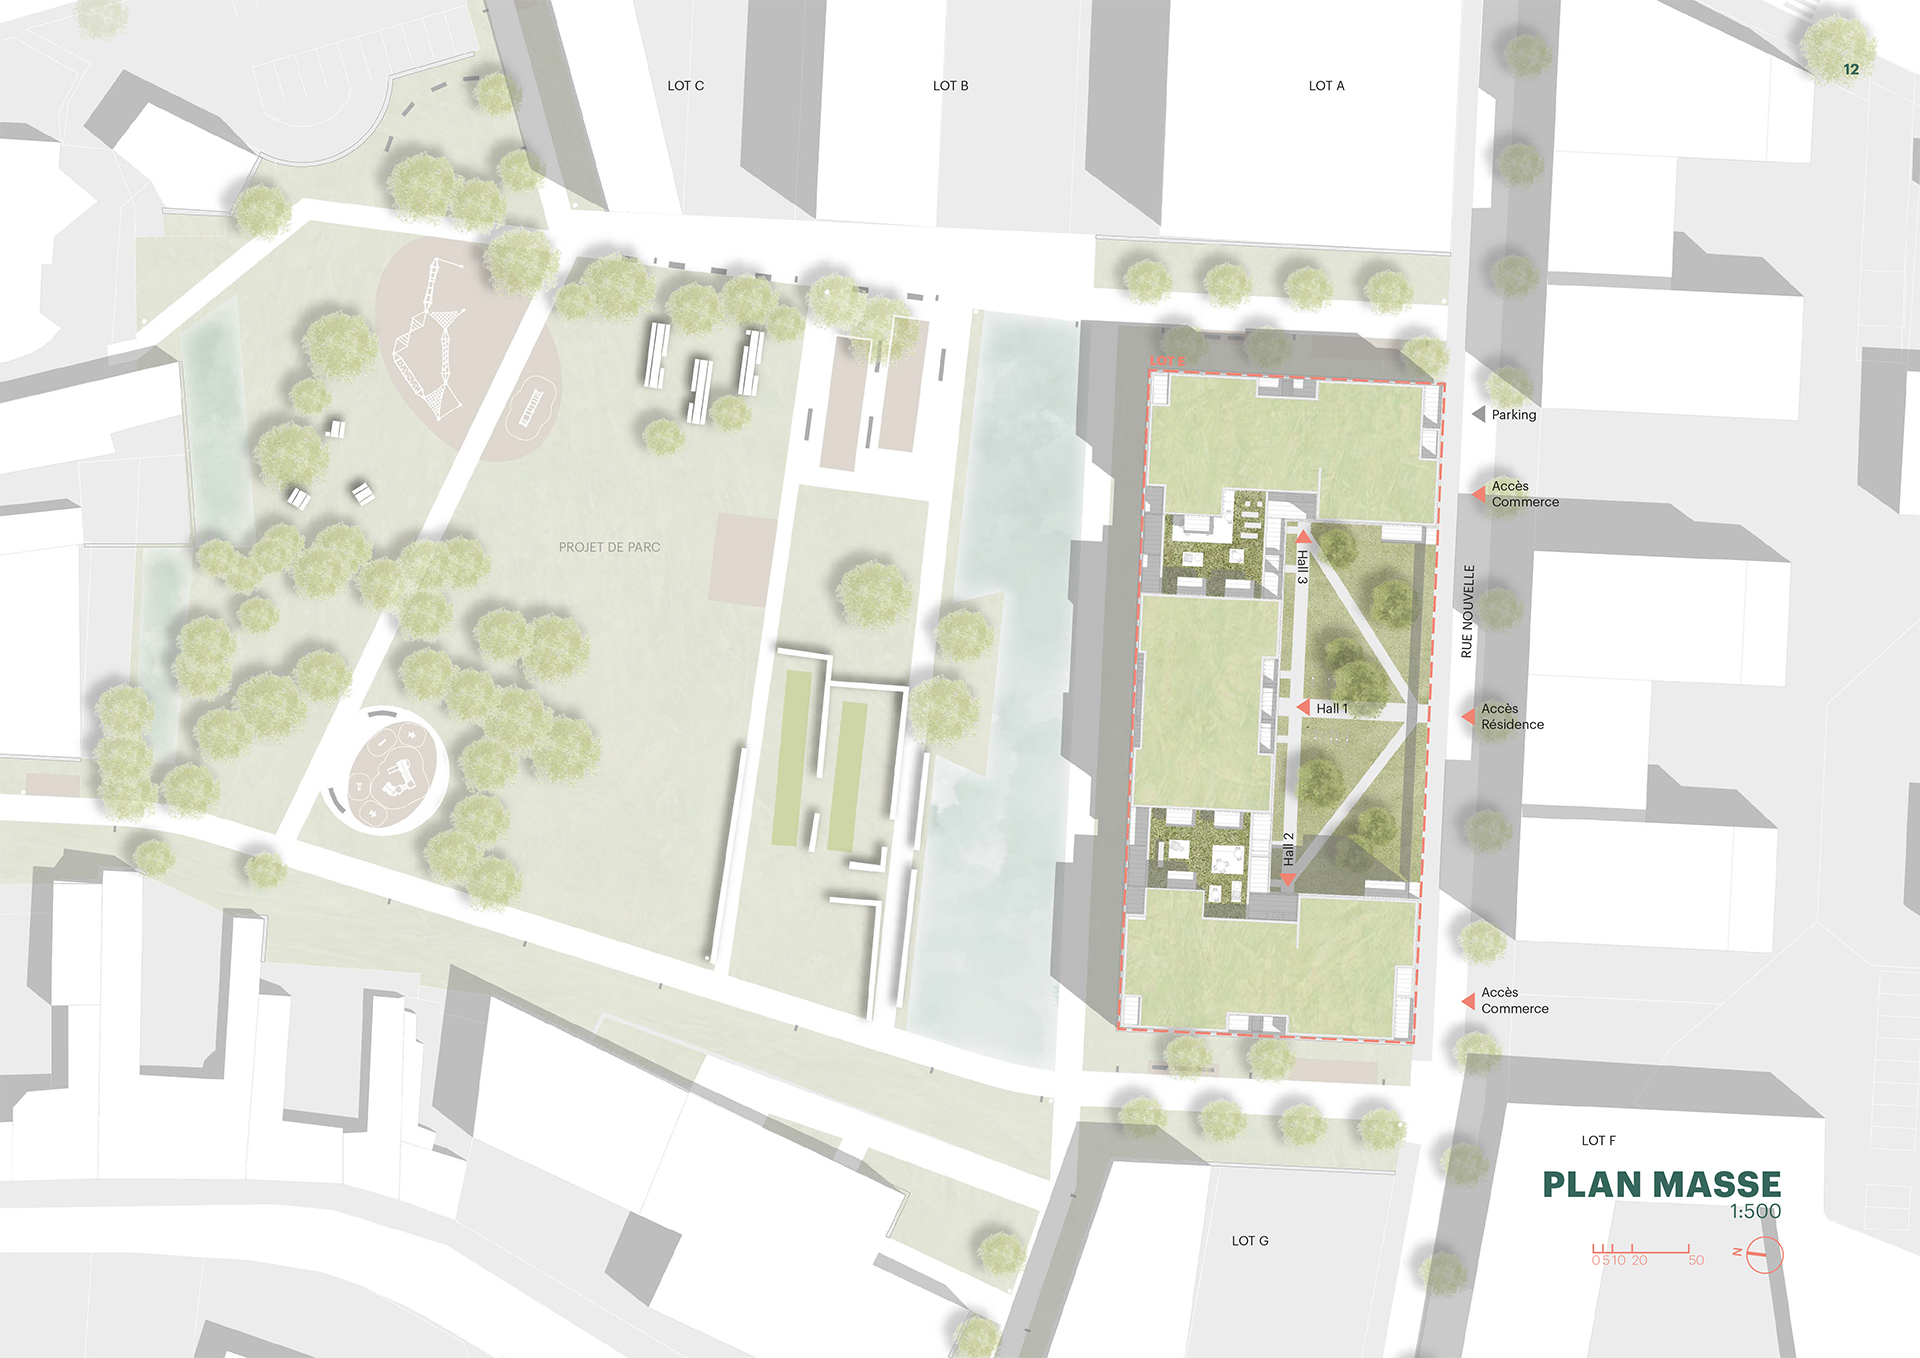 LOT C
LOT B
LOT A
12
Parking
Accès
Commerce
PROJET DE PARC
Hall 3
RUE NOUVELLE
Hall 1
Accès
Résidence
Hall 2
Accès
Commerce
LOT F
PLAN MASSE
1:500
LOT G
0 5 10 20 50
N